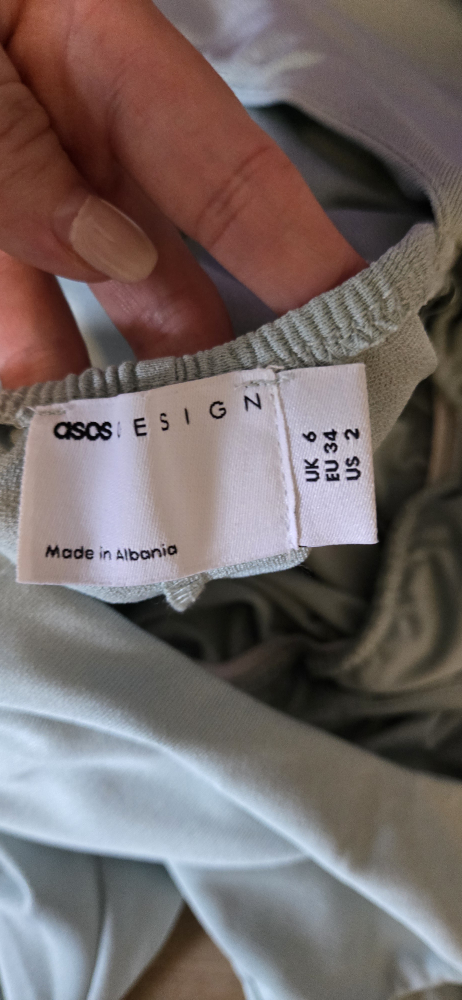 asos DESIGN
Made in Albania
UK 6
EU 34
US 2